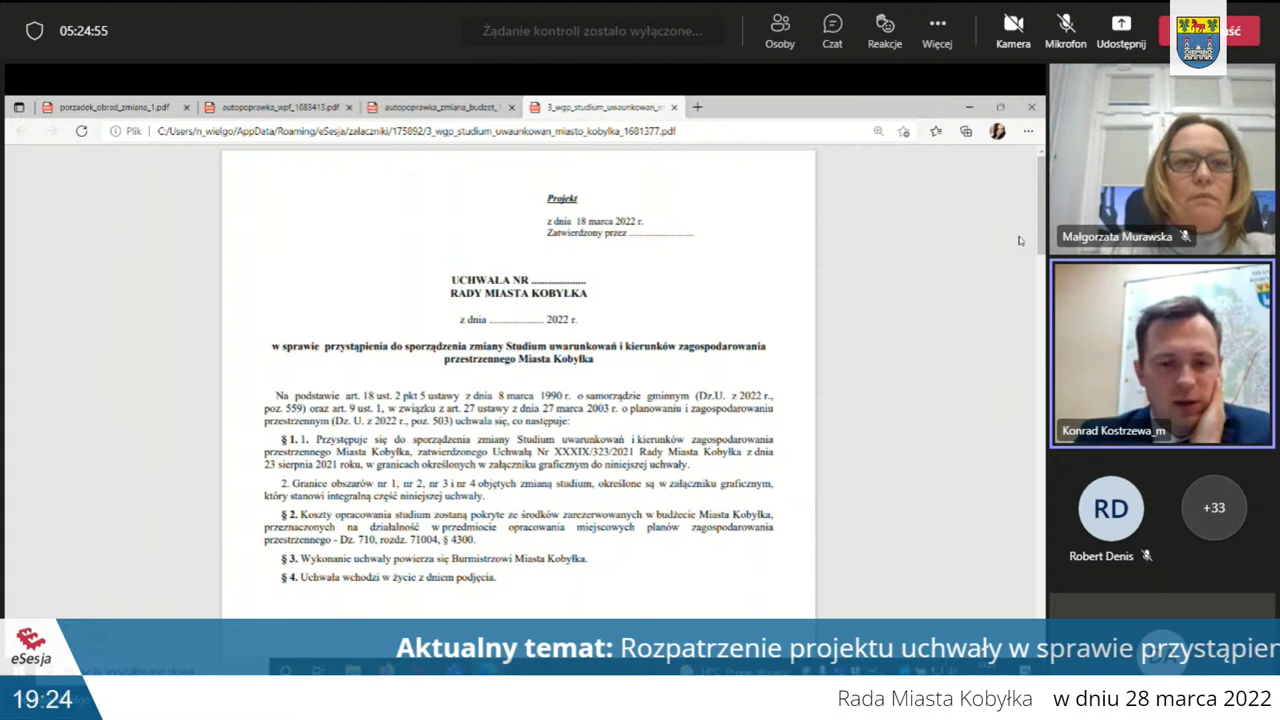 05:24:55
Żądanie kontroli zostało wyłączone...
Osoby
Czat
Reakcje
Więcej
Kamera
Mikrofon
Udostępnij
ść
porzadek_obrad_zmiana_1.pdf
autopoprawka_wpf_1683413.pdf
autopoprawka_zmiana_budzet_
3_wgp_studium_uwaunkowan_m
Plik
C:/Users/n_wielgo/AppData/Roaming/eSesja/zalaczniki/175892/3_wgp_studium_uwaunkowan_miasto_kobylka_1681377.pdf
Projekt
z dnia 18 marca 2022 r.
Zatwierdzony przez ........................
UCHWAŁA NR ....................
RADY MIASTA KOBYŁKA
z dnia .................... 2022 r.
w sprawie przystąpienia do sporządzenia zmiany Studium uwarunkowań i kierunków zagospodarowania
przestrzennego Miasta Kobyłka
Na podstawie art. 18 ust. 2 pkt 5 ustawy z dnia 8 marca 1990 r. o samorządzie gminnym (Dz.U. z 2022 r.,
poz. 559) oraz art. 9 ust. 1, w związku z art. 27 ustawy z dnia 27 marca 2003 r. o planowaniu i zagospodarowaniu
przestrzennym (Dz. U. z 2022 r., poz. 503) uchwala się, co następuje:
§ 1. 1. Przystępuje się do sporządzenia zmiany Studium uwarunkowań i kierunków zagospodarowania
przestrzennego Miasta Kobyłka, zatwierdzonego Uchwałą Nr XXXIX/323/2021 Rady Miasta Kobyłka z dnia
23 sierpnia 2021 roku, w granicach określonych w załączniku graficznym do niniejszej uchwały.
2. Granice obszarów nr 1, nr 2, nr 3 i nr 4 objętych zmianą studium, określone są w załączniku graficznym,
który stanowi integralną część niniejszej uchwały.
§ 2. Koszty opracowania studium zostaną pokryte ze środków zarezerwowanych w budżecie Miasta Kobyłka,
przeznaczonych na działalność w przedmiocie opracowania miejscowych planów zagospodarowania
przestrzennego - Dz. 710, rozdz. 71004, § 4300.
§ 3. Wykonanie uchwały powierza się Burmistrzowi Miasta Kobyłka.
§ 4. Uchwała wchodzi w życie z dniem podjęcia.
Małgorzata Murawska
Konrad Kostrzewa_m
RD
+33
Robert Denis
eSesja
Aktualny temat: Rozpatrzenie projektu uchwały w sprawie przystąpien
19:24
Rada Miasta Kobyłka w dniu 28 marca 2022